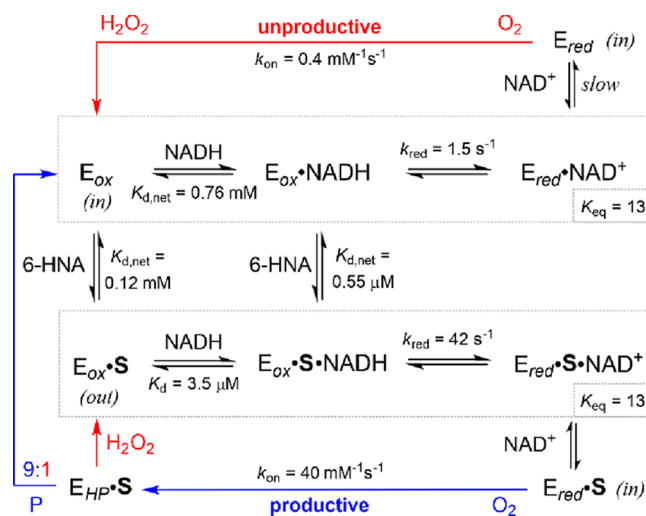 H2O2 unproductive O2 Ered (in)
kon = 0.4 mM-1s-1
NAD+ slow
NADH kred = 1.5 s-1
Eox Eox•NADH Ered•NAD+
(in) Kd,net = 0.76 mM
Keq = 13
6-HNA Kd,net = 0.12 mM 6-HNA Kd,net = 0.55 μM
NADH kred = 42 s-1
Eox•S Eox•S•NADH Ered•S•NAD+
(out) Kd = 3.5 μM
Keq = 13
H2O2 NAD+
9:1 kon = 40 mM-1s-1
P EHP•S productive O2 Ered•S (in)